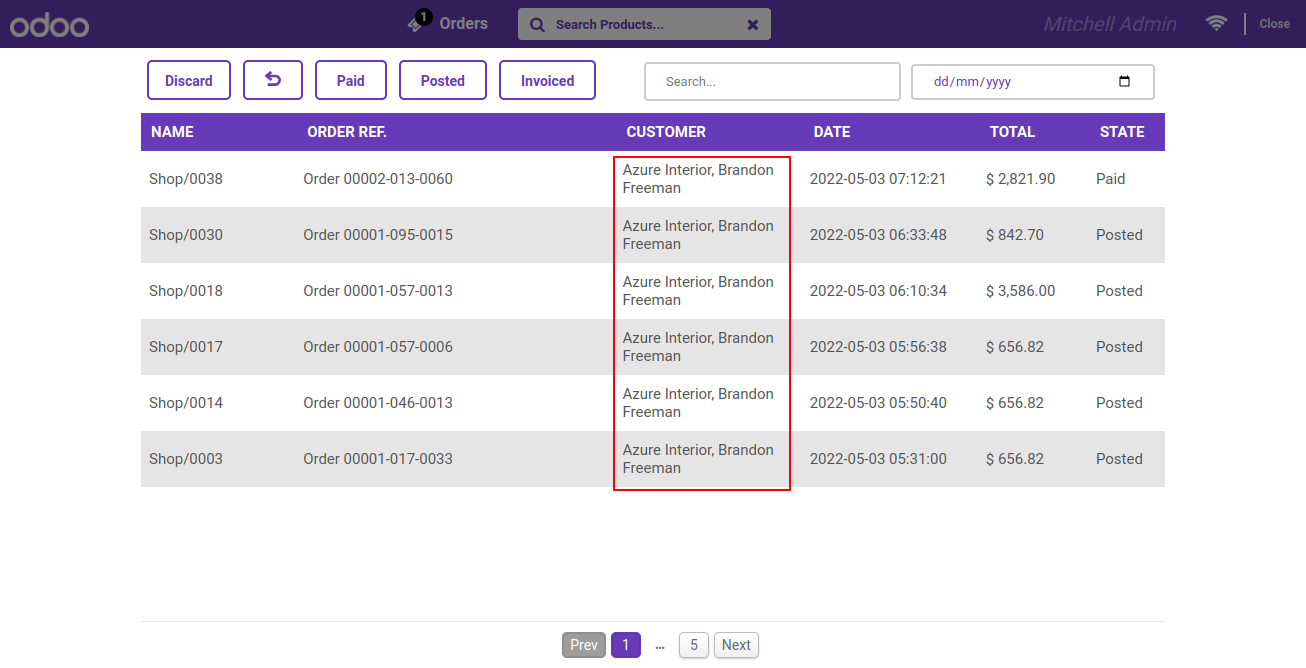 odoo 1 Orders Search Products... Mitchell Admin Close
Discard Paid Posted Invoiced Search... dd/mm/yyyy
NAME ORDER REF. CUSTOMER DATE TOTAL STATE
Shop/0038 Order 00002-013-0060 Azure Interior, Brandon Freeman 2022-05-03 07:12:21 $ 2,821.90 Paid
Shop/0030 Order 00001-095-0015 Azure Interior, Brandon Freeman 2022-05-03 06:33:48 $ 842.70 Posted
Shop/0018 Order 00001-057-0013 Azure Interior, Brandon Freeman 2022-05-03 06:10:34 $ 3,586.00 Posted
Shop/0017 Order 00001-057-0006 Azure Interior, Brandon Freeman 2022-05-03 05:56:38 $ 656.82 Posted
Shop/0014 Order 00001-046-0013 Azure Interior, Brandon Freeman 2022-05-03 05:50:40 $ 656.82 Posted
Shop/0003 Order 00001-017-0033 Azure Interior, Brandon Freeman 2022-05-03 05:31:00 $ 656.82 Posted
Prev 1 ... 5 Next